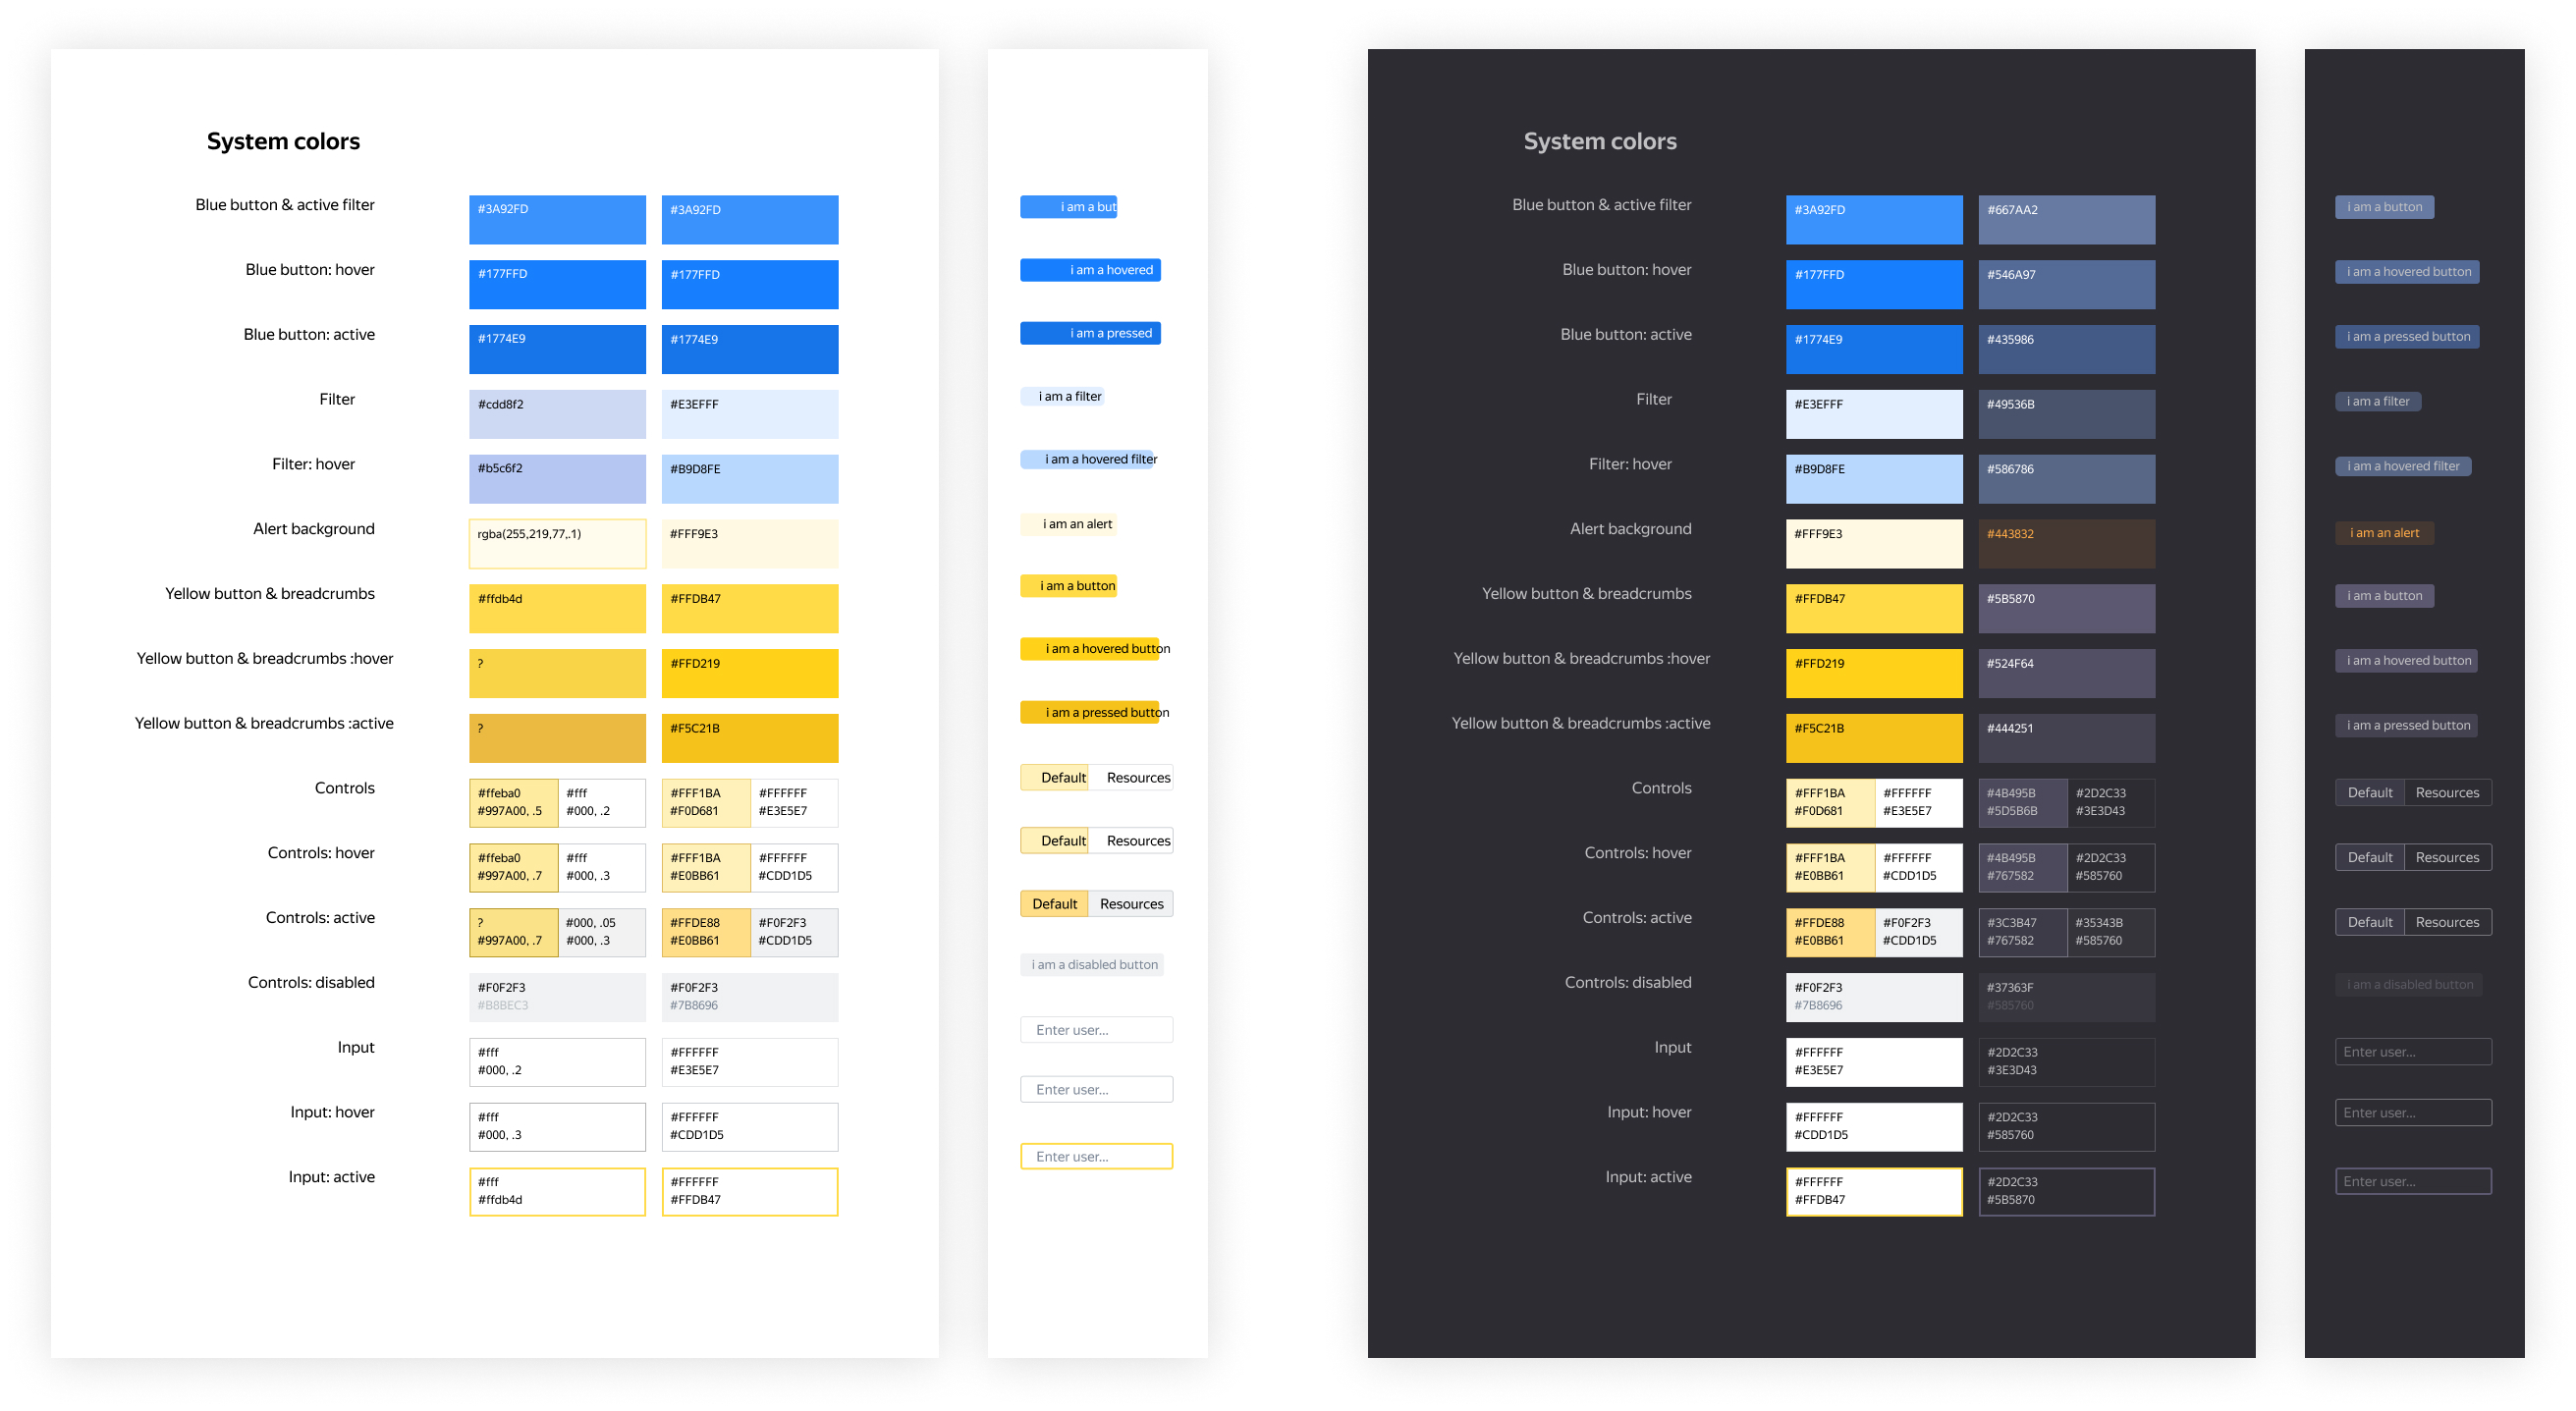 System colors
Blue button & active filter
#3A92FD
#3A92FD
Blue button: hover
#177FFD
#177FFD
Blue button: active
#1774E9
#1774E9
Filter
#cdd8f2
#E3EFFF
Filter: hover
#b5c6f2
#B9D8FE
Alert background
rgba(255,219,77,.1)
#FFF9E3
Yellow button & breadcrumbs
#ffdb4d
#FFDB47
Yellow button & breadcrumbs :hover
?
#FFD219
Yellow button & breadcrumbs :active
?
#F5C21B
Controls
#ffeba0
#997A00, .5
#fff
#000, .2
#FFF1BA
#F0D681
#FFFFFF
#E3E5E7
Controls: hover
#ffeba0
#997A00, .7
#fff
#000, .3
#FFF1BA
#E0BB61
#FFFFFF
#CDD1D5
Controls: active
?
#997A00, .7
#000, .05
#000, .3
#FFDE88
#E0BB61
#F0F2F3
#CDD1D5
Controls: disabled
#F0F2F3
#B8BEC3
#F0F2F3
#7B8696
Input
#fff
#000, .2
#FFFFFF
#E3E5E7
Input: hover
#fff
#000, .3
#FFFFFF
#CDD1D5
Input: active
#fff
#ffdb4d
#FFFFFF
#FFDB47
i am a but
i am a hovered
i am a pressed
i am a filter
i am a hovered filter
i am an alert
i am a button
i am a hovered button
i am a pressed button
Default
Resources
Default
Resources
Default
Resources
i am a disabled button
Enter user...
Enter user...
Enter user...
System colors
Blue button & active filter
#3A92FD
#667AA2
Blue button: hover
#177FFD
#546A97
Blue button: active
#1774E9
#435986
Filter
#E3EFFF
#49536B
Filter: hover
#B9D8FE
#586786
Alert background
#FFF9E3
#443832
Yellow button & breadcrumbs
#FFDB47
#5B5870
Yellow button & breadcrumbs :hover
#FFD219
#524F64
Yellow button & breadcrumbs :active
#F5C21B
#444251
Controls
#FFF1BA
#F0D681
#FFFFFF
#E3E5E7
#4B495B
#5D5B6B
#2D2C33
#3E3D43
Controls: hover
#FFF1BA
#E0BB61
#FFFFFF
#CDD1D5
#4B495B
#767582
#2D2C33
#585760
Controls: active
#FFDE88
#E0BB61
#F0F2F3
#CDD1D5
#3C3B47
#767582
#35343B
#585760
Controls: disabled
#F0F2F3
#7B8696
#37363F
#585760
Input
#FFFFFF
#E3E5E7
#2D2C33
#3E3D43
Input: hover
#FFFFFF
#CDD1D5
#2D2C33
#585760
Input: active
#FFFFFF
#FFDB47
#2D2C33
#5B5870
i am a button
i am a hovered button
i am a pressed button
i am a filter
i am a hovered filter
i am an alert
i am a button
i am a hovered button
i am a pressed button
Default
Resources
Default
Resources
Default
Resources
i am a disabled button
Enter user...
Enter user...
Enter user...